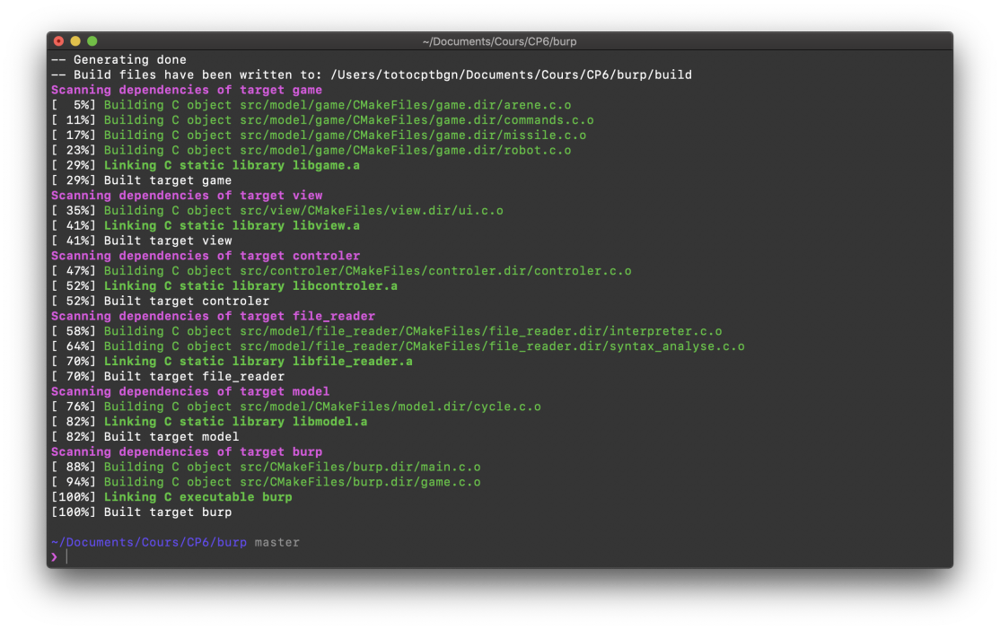 ~/Documents/Cours/CP6/burp
-- Generating done
-- Build files have been written to: /Users/totocptbgn/Documents/Cours/CP6/burp/build
Scanning dependencies of target game
[  5%] Building C object src/model/game/CMakeFiles/game.dir/arene.c.o
[ 11%] Building C object src/model/game/CMakeFiles/game.dir/commands.c.o
[ 17%] Building C object src/model/game/CMakeFiles/game.dir/missile.c.o
[ 23%] Building C object src/model/game/CMakeFiles/game.dir/robot.c.o
[ 29%] Linking C static library libgame.a
[ 29%] Built target game
Scanning dependencies of target view
[ 35%] Building C object src/view/CMakeFiles/view.dir/ui.c.o
[ 41%] Linking C static library libview.a
[ 41%] Built target view
Scanning dependencies of target controler
[ 47%] Building C object src/controler/CMakeFiles/controler.dir/controler.c.o
[ 52%] Linking C static library libcontroler.a
[ 52%] Built target controler
Scanning dependencies of target file_reader
[ 58%] Building C object src/model/file_reader/CMakeFiles/file_reader.dir/interpreter.c.o
[ 64%] Building C object src/model/file_reader/CMakeFiles/file_reader.dir/syntax_analyse.c.o
[ 70%] Linking C static library libfile_reader.a
[ 70%] Built target file_reader
Scanning dependencies of target model
[ 76%] Building C object src/model/CMakeFiles/model.dir/cycle.c.o
[ 82%] Linking C static library libmodel.a
[ 82%] Built target model
Scanning dependencies of target burp
[ 88%] Building C object src/CMakeFiles/burp.dir/main.c.o
[ 94%] Building C object src/CMakeFiles/burp.dir/game.c.o
[100%] Linking C executable burp
[100%] Built target burp
~/Documents/Cours/CP6/burp master
❯